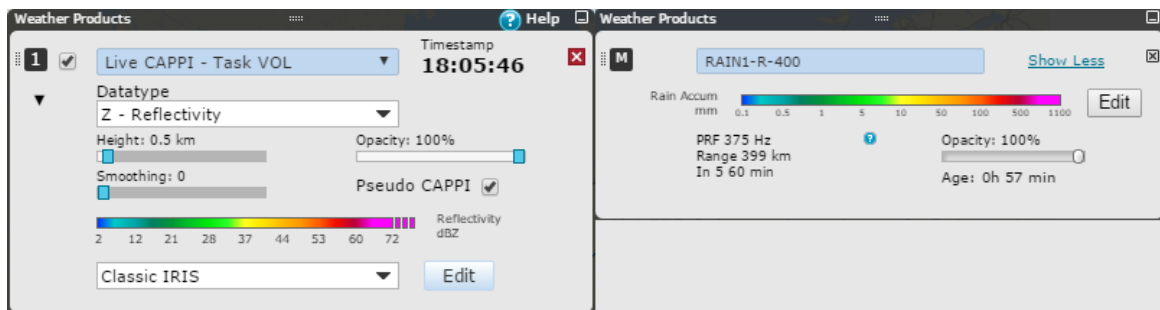 Weather Products
? Help
1
Live CAPPI - Task VOL
Timestamp
18:05:46
Datatype
Z - Reflectivity
Height: 0.5 km
Opacity: 100%
Smoothing: 0
Pseudo CAPPI
Reflectivity
dBZ
2 12 21 28 37 44 53 60 72
Classic IRIS
Edit
Weather Products
M
RAIN1-R-400
Show Less
Rain Accum
mm
0.1 0.5 1 5 10 50 100 500 1100
Edit
PRF 375 Hz
?
Opacity: 100%
Range 399 km
In 5 60 min
Age: 0h 57 min